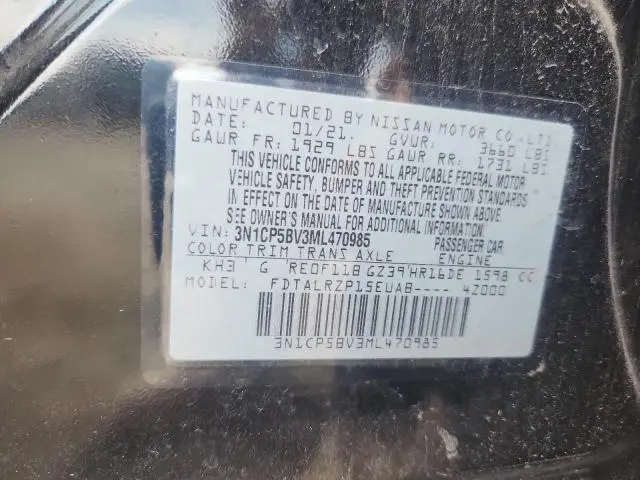 MANUFACTURED BY NISSAN MOTOR CO., LTD.
DATE: 01/21. GVWR: 3660 LBS
GAWR FR: 1929 LBS GAWR RR: 1731 LBS
THIS VEHICLE CONFORMS TO ALL APPLICABLE FEDERAL MOTOR
VEHICLE SAFETY, BUMPER AND THEFT PREVENTION STANDARDS
IN EFFECT ON THE DATE OF MANUFACTURE SHOWN ABOVE.
SEE OWNER'S MANUAL FOR ADDITIONAL INFORMATION
VIN: 3N1CP5BV3ML470985 PASSENGER CAR
COLOR TRIM TRANS AXLE ENGINE
KH3 G RE0F11B GZ39 HR16DE 1598 CC
MODEL: FDTALRZP15EUAB---- 4Z000
3N1CP5BV3ML470985